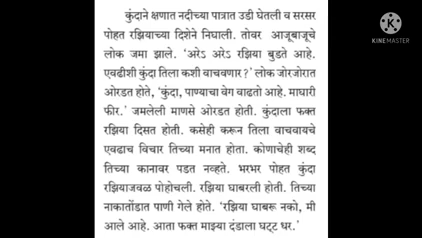 कुंदाने क्षणात नदीच्या पात्रात उडी घेतली व सरसर
पोहत रझियाच्या दिशेने निघाली. तोवर आजूबाजूचे
लोक जमा झाले. ‘अरेऽ अरेऽ रझिया बुडते आहे.
एवढीशी कुंदा तिला कशी वाचवणार?’ लोक जोरजोरात
ओरडत होते, ‘कुंदा, पाण्याचा वेग वाढतो आहे. माघारी
फीर.’ जमलेली माणसे ओरडत होती. कुंदाला फक्त
रझिया दिसत होती. कसेही करून तिला वाचवायचे
एवढाच विचार तिच्या मनात होता. कोणाचेही शब्द
तिच्या कानावर पडत नव्हते. भरभर पोहत कुंदा
रझियाजवळ पोहोचली. रझिया घाबरली होती. तिच्या
नाकातोंडात पाणी गेले होते. ‘रझिया घाबरू नको, मी
आले आहे. आता फक्त माझ्या दंडाला घट्ट धर.’
KINEMASTER